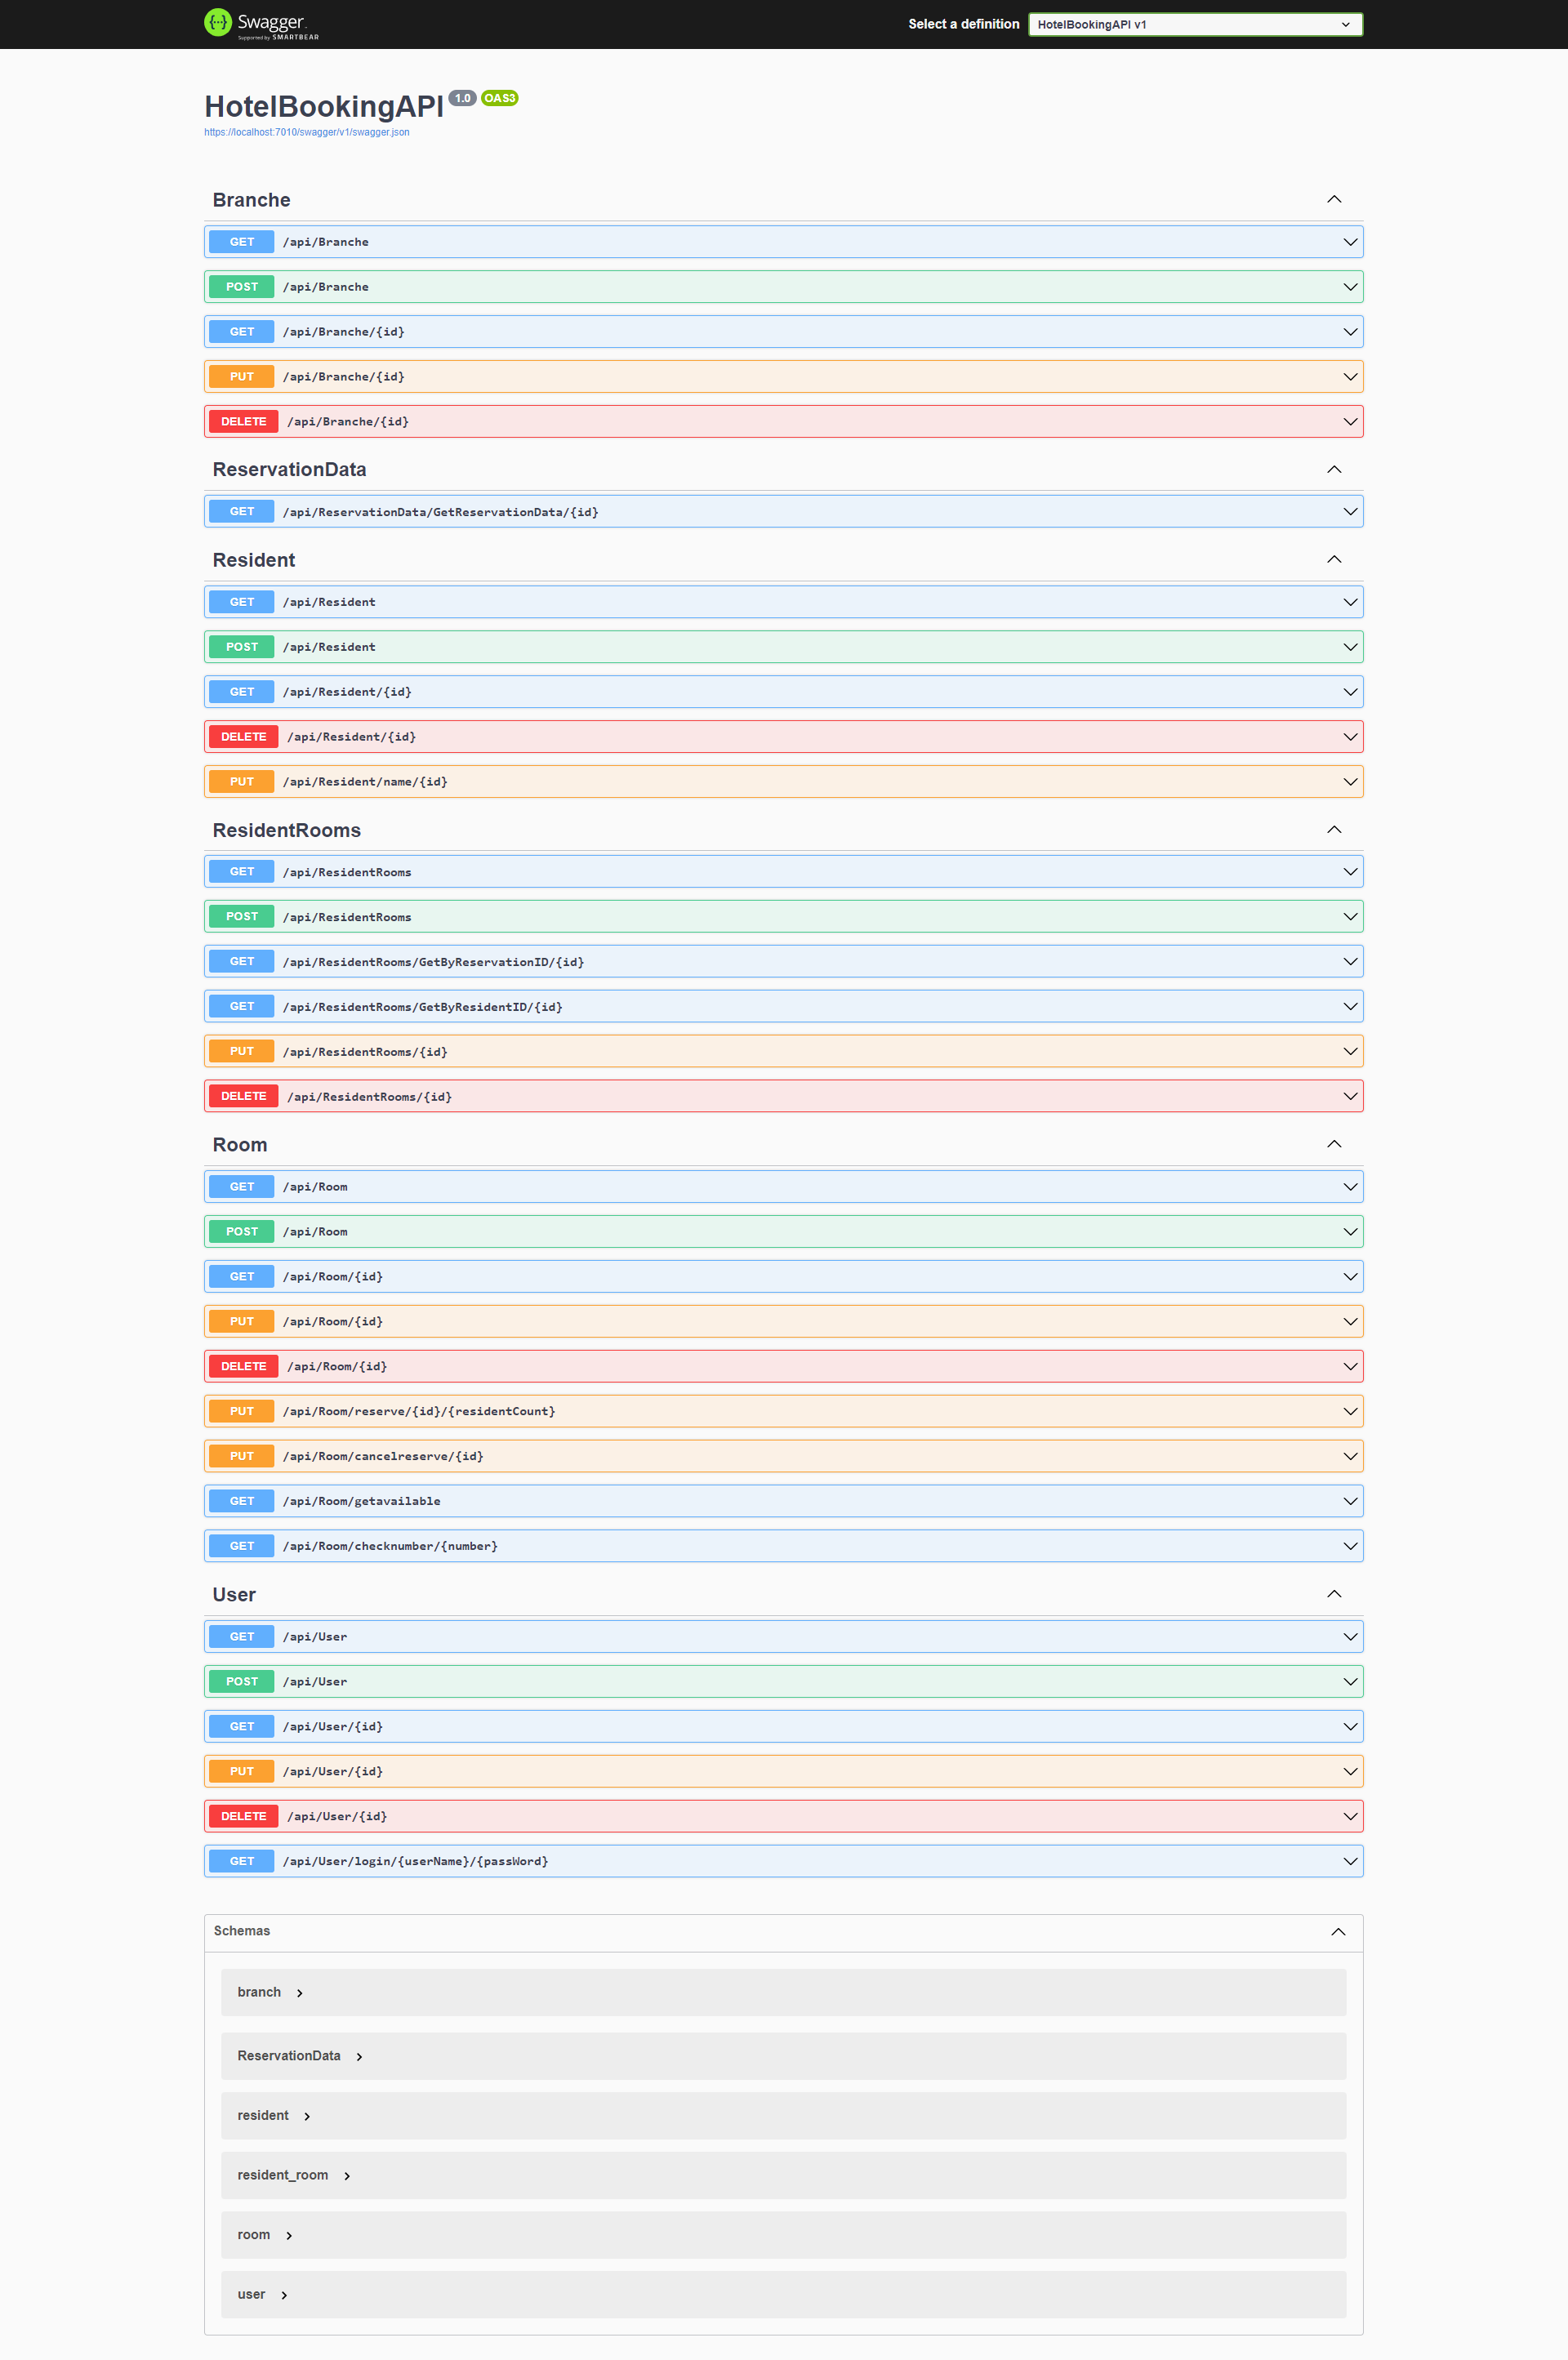 Swagger.
Supported by SMARTBEAR
Select a definition
HotelBookingAPI v1
HotelBookingAPI 1.0 OAS3
https://localhost:7010/swagger/v1/swagger.json
Branche
GET /api/Branche
POST /api/Branche
GET /api/Branche/{id}
PUT /api/Branche/{id}
DELETE /api/Branche/{id}
ReservationData
GET /api/ReservationData/GetReservationData/{id}
Resident
GET /api/Resident
POST /api/Resident
GET /api/Resident/{id}
DELETE /api/Resident/{id}
PUT /api/Resident/name/{id}
ResidentRooms
GET /api/ResidentRooms
POST /api/ResidentRooms
GET /api/ResidentRooms/GetByReservationID/{id}
GET /api/ResidentRooms/GetByResidentID/{id}
PUT /api/ResidentRooms/{id}
DELETE /api/ResidentRooms/{id}
Room
GET /api/Room
POST /api/Room
GET /api/Room/{id}
PUT /api/Room/{id}
DELETE /api/Room/{id}
PUT /api/Room/reserve/{id}/{residentCount}
PUT /api/Room/cancelreserve/{id}
GET /api/Room/getavailable
GET /api/Room/checknumber/{number}
User
GET /api/User
POST /api/User
GET /api/User/{id}
PUT /api/User/{id}
DELETE /api/User/{id}
GET /api/User/login/{userName}/{passWord}
Schemas
branch
ReservationData
resident
resident_room
room
user